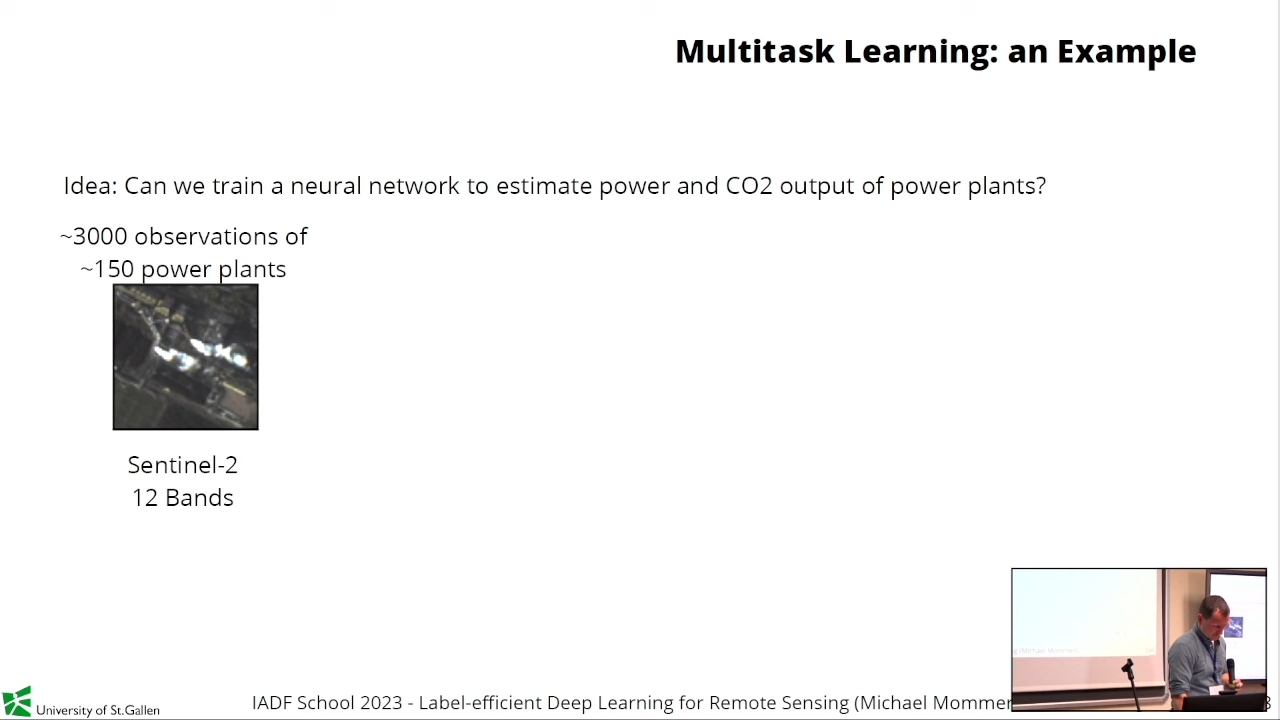 Multitask Learning: an Example
Idea: Can we train a neural network to estimate power and CO2 output of power plants?
~3000 observations of
~150 power plants
Sentinel-2
12 Bands
University of St.Gallen
IADF School 2023 - Label-efficient Deep Learning for Remote Sensing (Michael Mommer